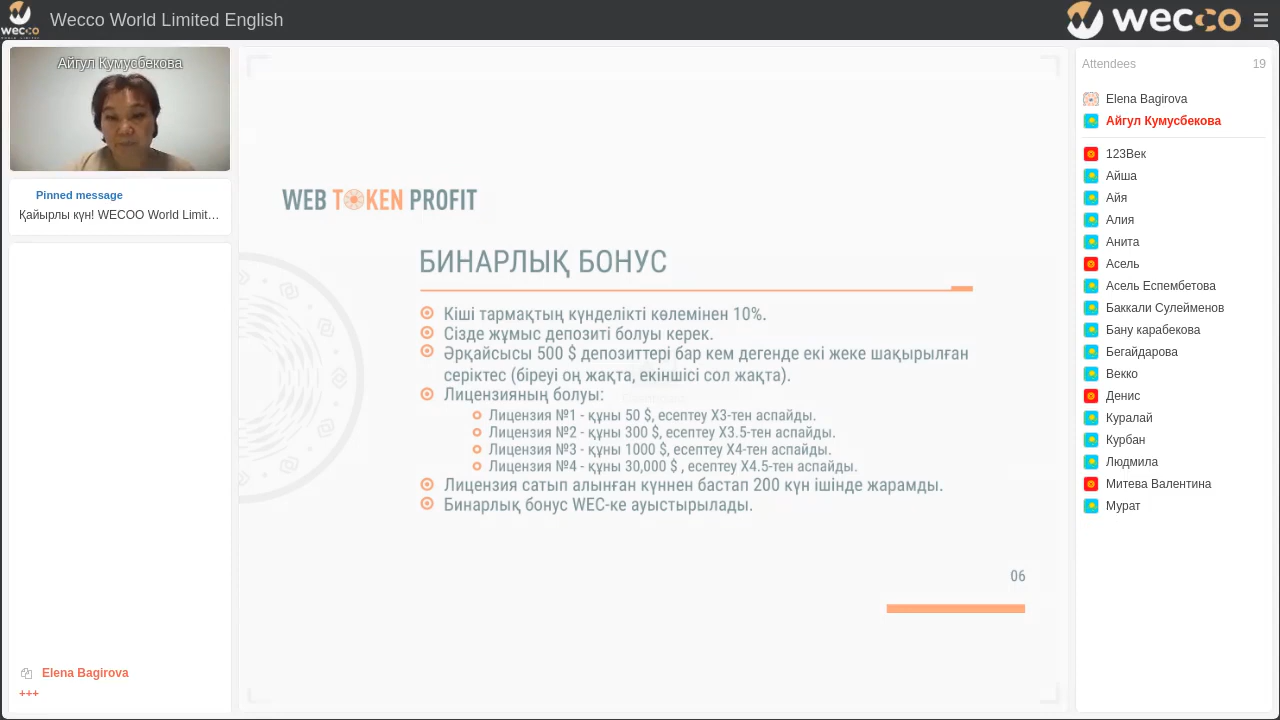 wecco
WORLD LIMITED
Wecco World Limited English
wecco
Айгул Кумусбекова
Pinned message
Қайырлы күн! WECOO World Limit…
Elena Bagirova
+++
WEB TOKEN PROFIT
БИНАРЛЫҚ БОНУС
Кіші тармақтың күнделікті көлемінен 10%.
Сізде жұмыс депозиті болуы керек.
Әрқайсысы 500 $ депозиттері бар кем дегенде екі жеке шақырылған
серіктес (біреуі оң жақта, екіншісі сол жақта).
Лицензияның болуы:
Лицензия №1 - құны 50 $, есептеу Х3-тен аспайды.
Лицензия №2 - құны 300 $, есептеу Х3.5-тен аспайды.
Лицензия №3 - құны 1000 $, есептеу Х4-тен аспайды.
Лицензия №4 - құны 30,000 $ , есептеу Х4.5-тен аспайды.
Лицензия сатып алынған күннен бастап 200 күн ішінде жарамды.
Бинарлық бонус WEC-ке ауыстырылады.
06
Attendees 19
Elena Bagirova
Айгул Кумусбекова
123Век
Айша
Айя
Алия
Анита
Асель
Асель Еспембетова
Баккали Сулейменов
Бану карабекова
Бегайдарова
Векко
Денис
Куралай
Курбан
Людмила
Митева Валентина
Мурат